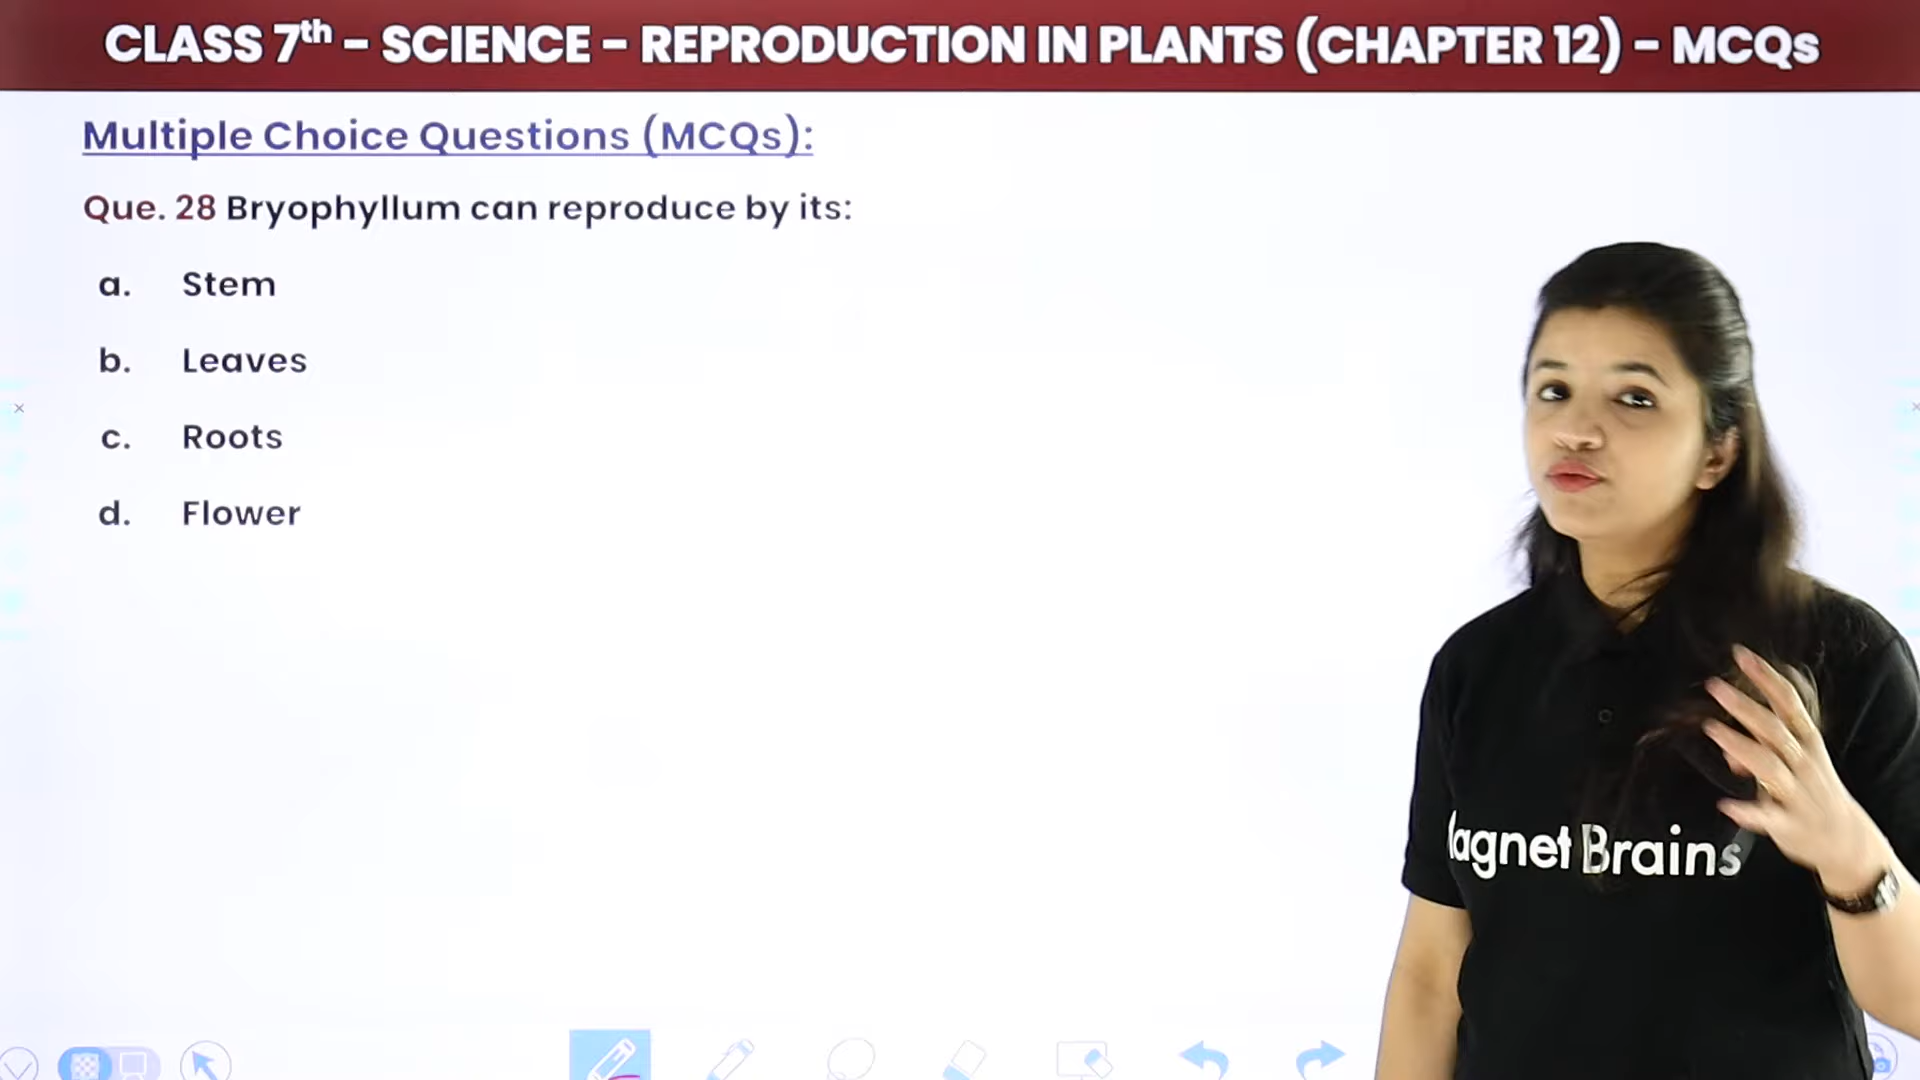 CLASS 7th – SCIENCE – REPRODUCTION IN PLANTS (CHAPTER 12) – MCQs
Multiple Choice Questions (MCQs):
Que. 28 Bryophyllum can reproduce by its:
a. Stem
b. Leaves
c. Roots
d. Flower
agnet Brains